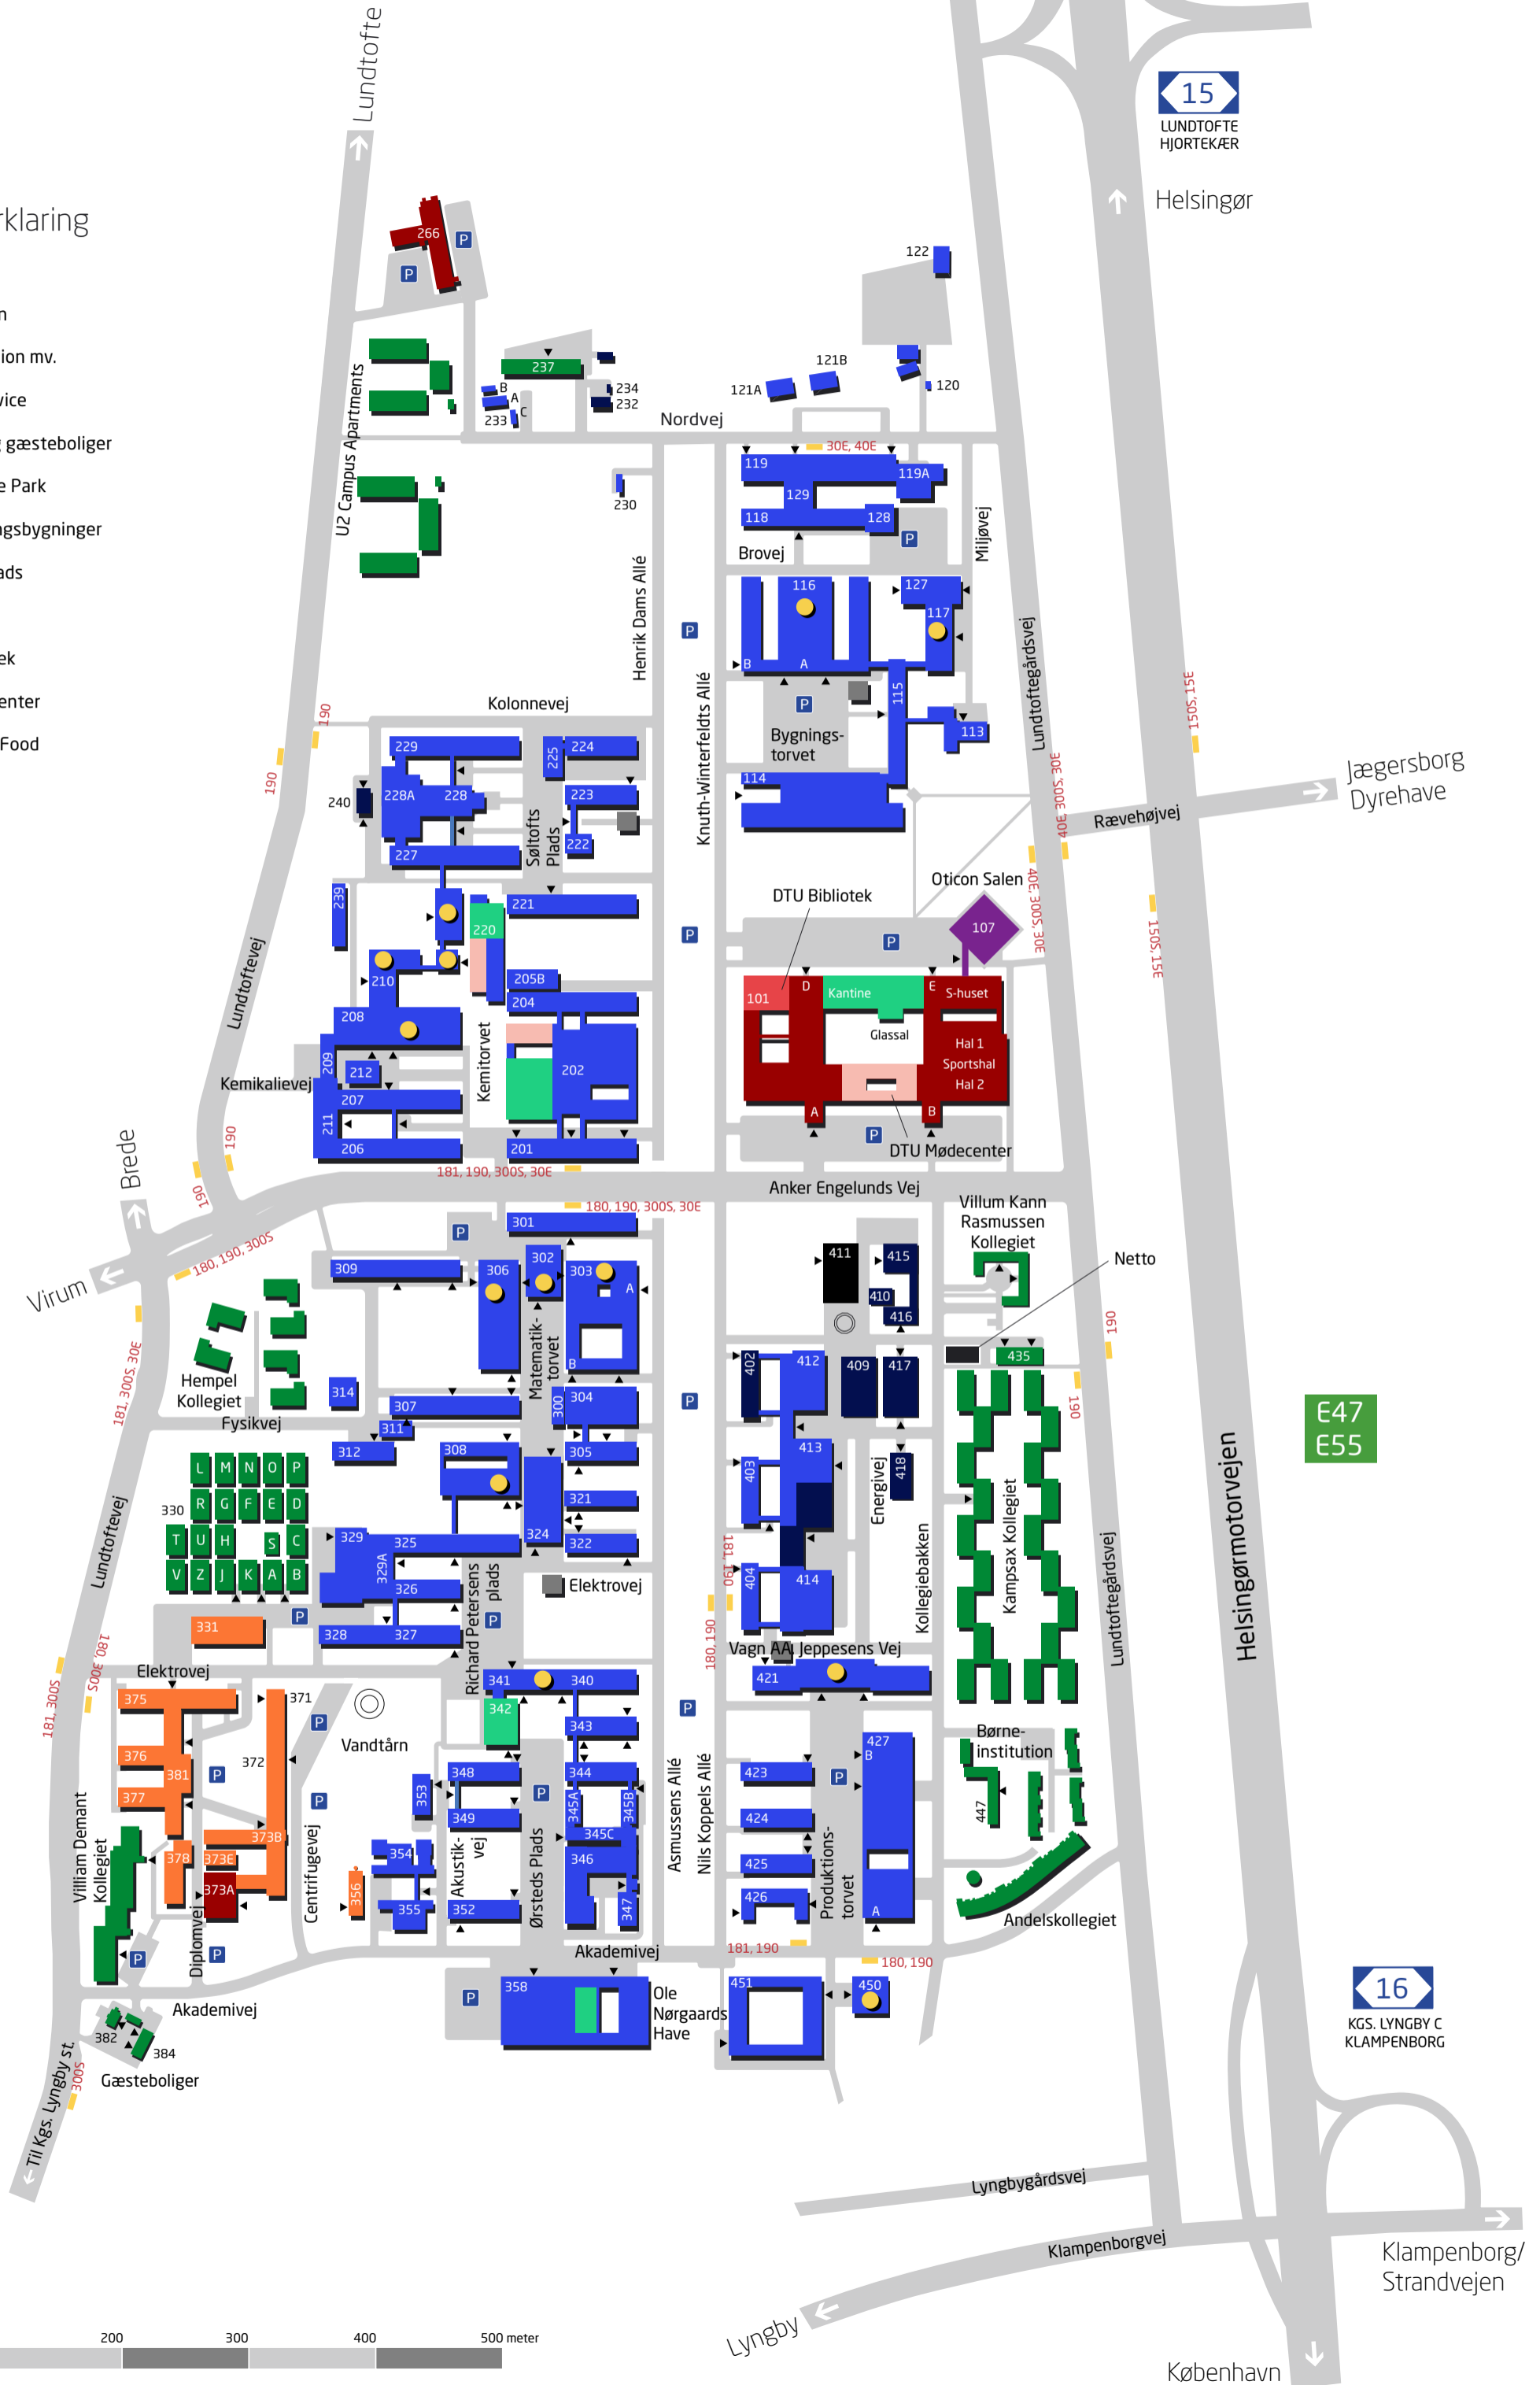 Lundtofte
15
LUNDTOFTE
HJORTEKÆR
Helsingør
rklaring
n
ion mv.
vice
g gæsteboliger
e Park
ngsbygninger
ads
ek
enter
Food
266
P
P
122
237
B
A
C
233
234
232
121A
121B
120
U2 Campus Apartments
Nordvej
30E, 40E
119
119A
129
118
128
P
230
Brovej
Miljøvej
Henrik Dams Allé
P
116
127
117
B
A
115
P
113
Bygnings-
torvet
114
Knuth-Winterfeldts Allé
Lundtoftegårdsvej
150S, 15E
Kolonnevej
190
190
229
225
224
228A
228
223
240
222
227
Søltofts
Plads
30E, 300S, 40E
Rævehøjvej
Jægersborg
Dyrehave
239
220
221
P
DTU Bibliotek
Oticon Salen
107
P
40E, 300S, 30E
150S, 15E
Lundtoftevej
210
205B
204
208
101
D
Kantine
E
S-huset
Glassal
Hal 1
Sportshal
Hal 2
209
212
202
Kemitorvet
Kemikalievej
207
211
206
201
A
B
P
DTU Mødecenter
190
190
Brede
181, 190, 300S, 30E
Anker Engelunds Vej
180, 190, 300S, 30E
180, 190, 300S
Virum
P
301
302
303
A
B
306
309
Matematik-
torvet
411
415
410
416
Villum Kann
Rasmussen
Kollegiet
Netto
190
435
Hempel
Kollegiet
314
Fysikvej
181, 300S, 30E
307
300
304
P
402
412
409
417
190
311
312
308
305
413
403
418
Energivej
E47
E55
L
M
N
O
P
330
R
G
F
E
D
T
U
H
S
C
V
Z
J
K
A
B
321
324
322
329
325
329A
326
Lundtoftevej
Richard Petersens
plads
Elektrovej
181, 190
404
414
Kollegiebakken
Kampsax Kollegiet
Lundtoftegårdsvej
Helsingørmotorvejen
P
P
331
328
327
180, 190
Vagn AA. Jeppesens Vej
180, 300S
181, 300S
Elektrovej
341
340
421
375
371
342
343
P
P
Vandtårn
372
376
381
377
P
P
348
353
349
P
344
345A
345B
345C
346
Asmussens Allé
Nils Koppels Allé
423
P
427
B
424
Børne-
institution
447
Villiam Demant
Kollegiet
373B
378
373E
373A
Centrifugevej
354
356
355
Akustik-
vej
352
Ørsteds Plads
347
425
426
Produktions-
torvet
A
Andelskollegiet
Diplomvej
P
P
Akademivej
181, 190
180, 190
Akademivej
P
358
Ole
Nørgaards
Have
451
450
16
KGS. LYNGBY C
KLAMPENBORG
382
384
Gæsteboliger
300S
Til Kgs. Lyngby st.
Lyngbygårdsvej
Klampenborgvej
Klampenborg/
Strandvejen
Lyngby
København
200
300
400
500 meter